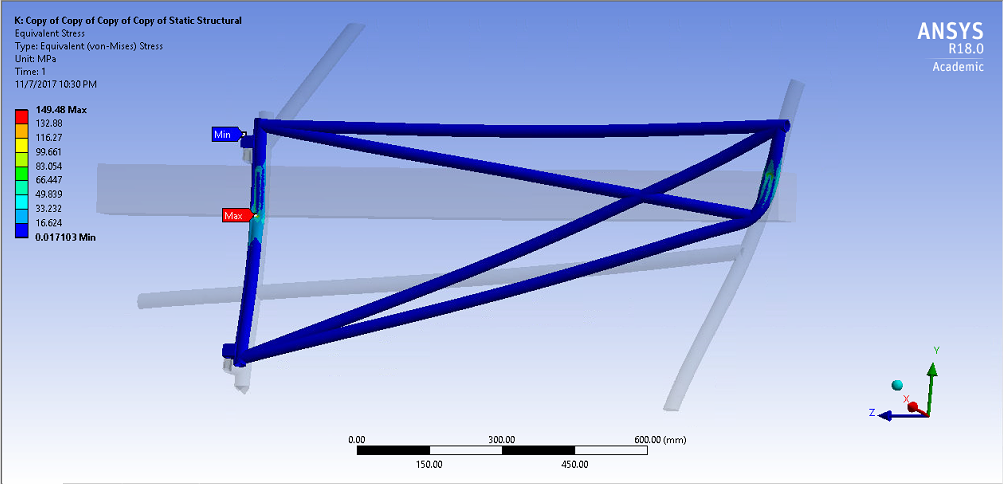 K: Copy of Copy of Copy of Copy of Static Structural
Equivalent Stress
Type: Equivalent (von-Mises) Stress
Unit: MPa
Time: 1
11/7/2017 10:30 PM
149.48 Max
132.88
116.27
99.661
83.054
66.447
49.839
33.232
16.624
0.017103 Min
ANSYS
R18.0
Academic
Min
Max
0.00 300.00 600.00 (mm)
150.00 450.00
Y
X
Z